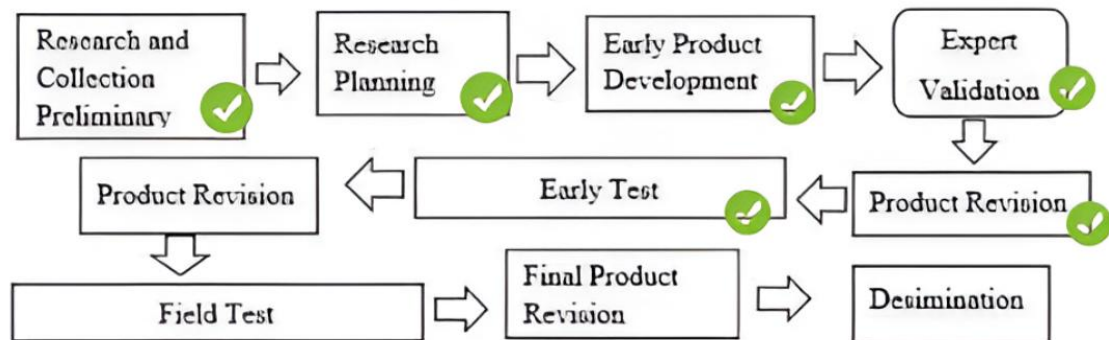 Research and
Collection
Preliminary
Research
Planning
Early Product
Development
Expert
Validation
Product Revision
Early Test
Product Revision
Field Test
Final Product
Revision
Desimination